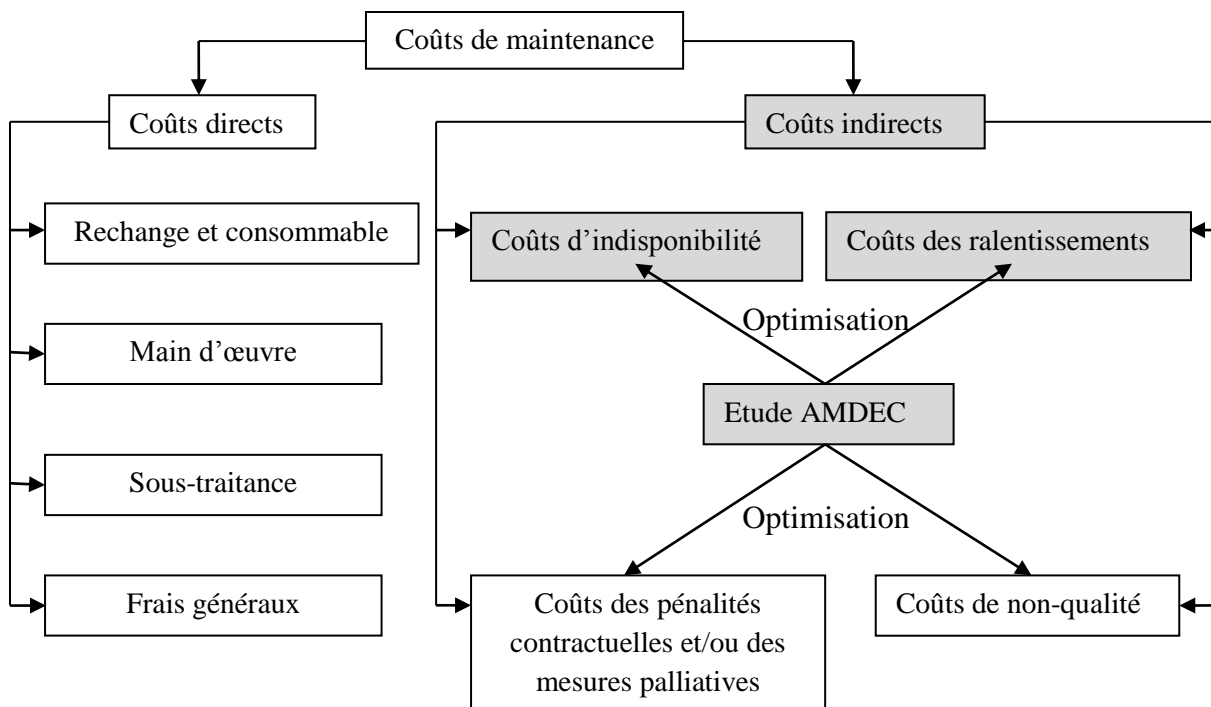 Coûts de maintenance
Coûts directs
Coûts indirects
Rechange et consommable
Coûts d’indisponibilité
Coûts des ralentissements
Optimisation
Main d’œuvre
Etude AMDEC
Sous-traitance
Optimisation
Frais généraux
Coûts des pénalités
contractuelles et/ou des
mesures palliatives
Coûts de non-qualité